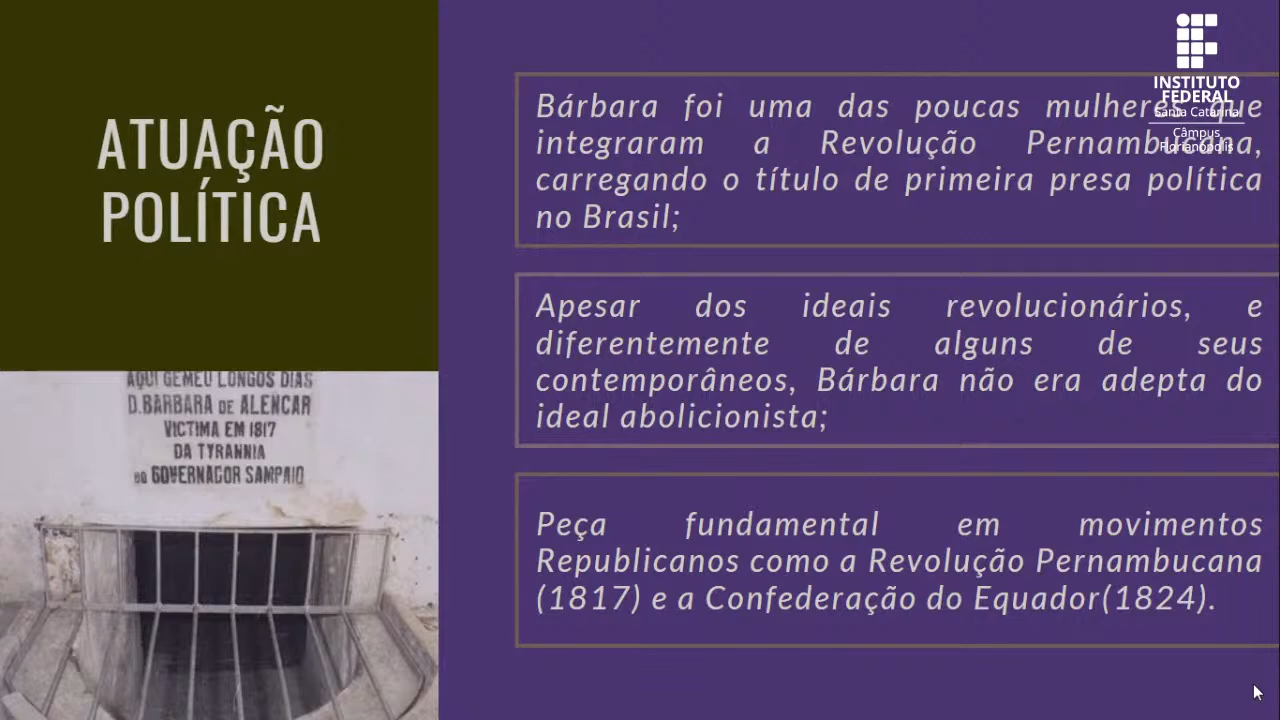 ATUAÇÃO
POLÍTICA
AQUI GEMEU LONGOS DIAS
D. BARBARA DE ALENCAR
VICTIMA EM 1817
DA TYRANNIA
DO GOVERNADOR SAMPAIO
INSTITUTO
FEDERAL
Santa Catarina
Câmpus
Florianópolis
Bárbara foi uma das poucas mulheres que
integraram a Revolução Pernambucana,
carregando o título de primeira presa política
no Brasil;
Apesar dos ideais revolucionários, e
diferentemente de alguns de seus
contemporâneos, Bárbara não era adepta do
ideal abolicionista;
Peça fundamental em movimentos
Republicanos como a Revolução Pernambucana
(1817) e a Confederação do Equador(1824).